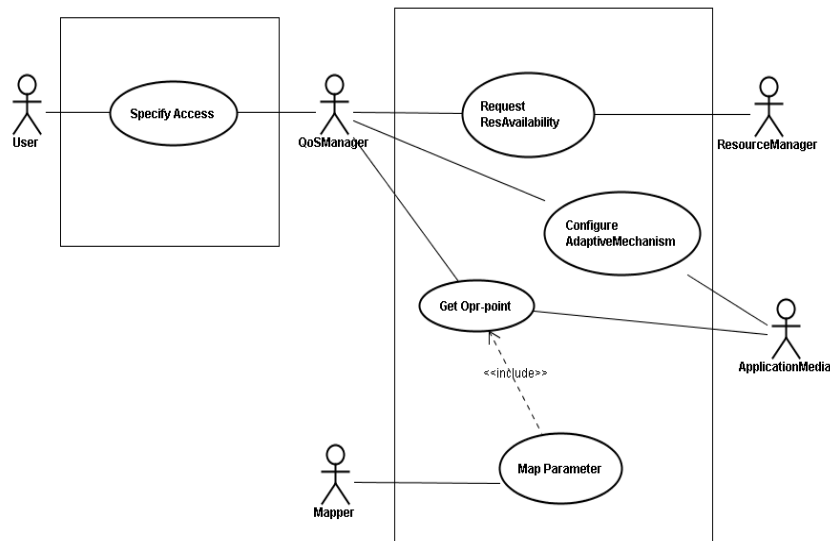 User
Specify Access
QoSManager
Request
ResAvailability
ResourceManager
Configure
AdaptiveMechanism
Get Opr-point
ApplicationMedia
<<include>>
Mapper
Map Parameter